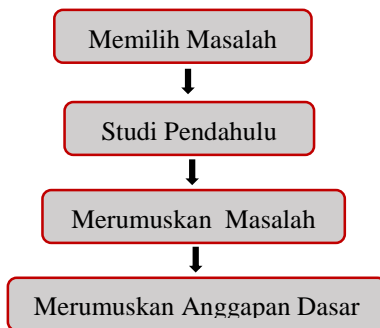 Memilih Masalah
Studi Pendahulu
Merumuskan Masalah
Merumuskan Anggapan Dasar